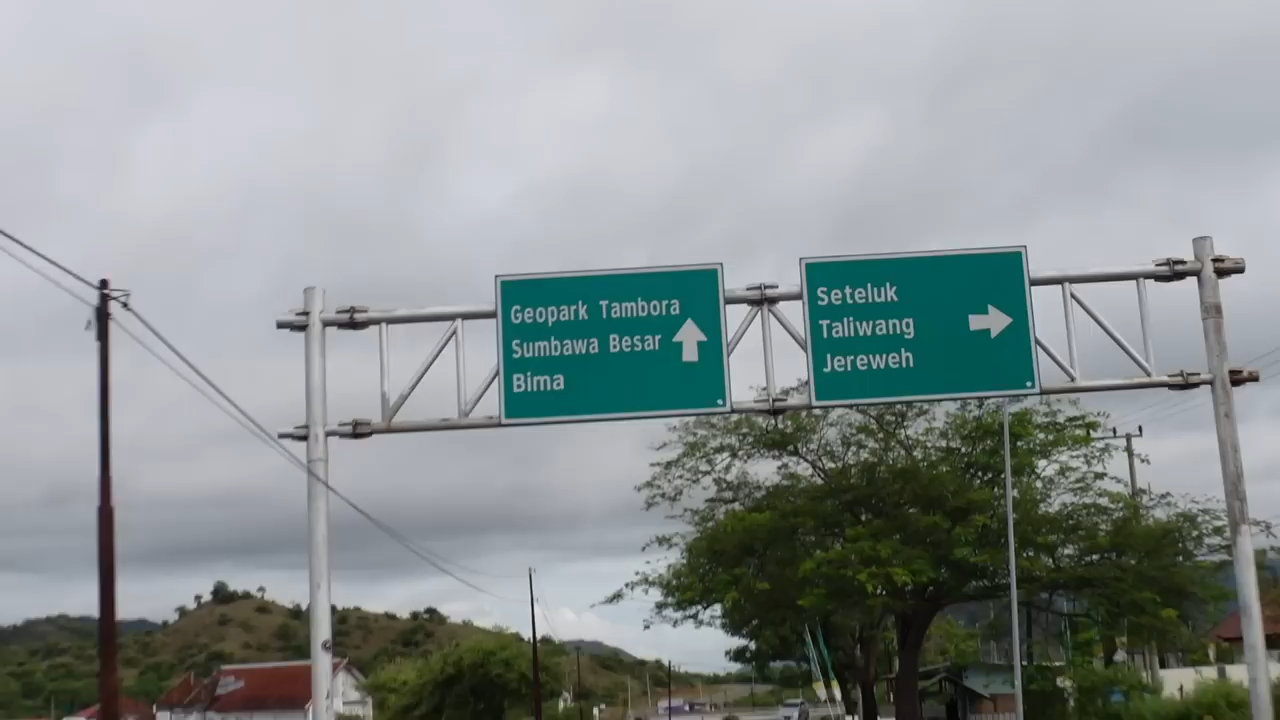 Geopark Tambora
Sumbawa Besar
Bima
Seteluk
Taliwang
Jereweh